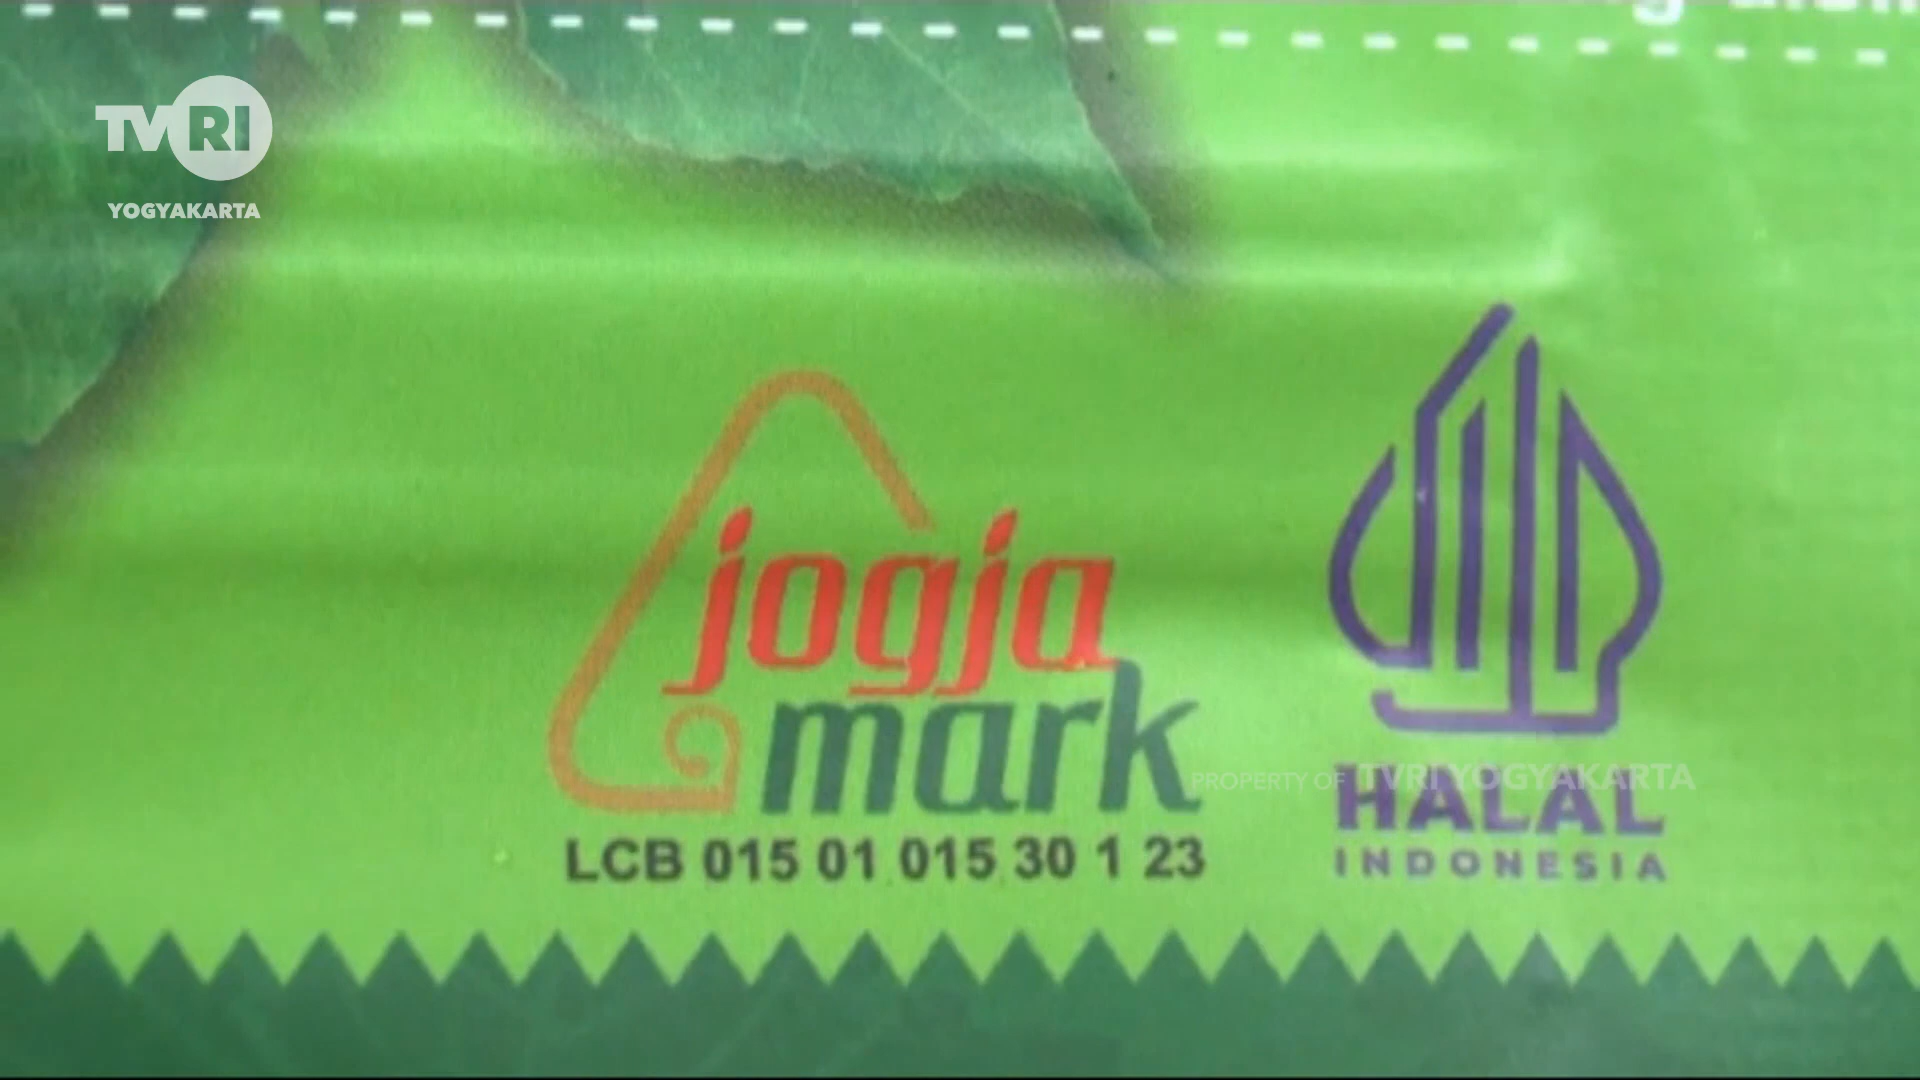 TVRI
YOGYAKARTA
jogja
mark
PROPERTY OF TVRI YOGYAKARTA
HALAL
INDONESIA
LCB 015 01 015 30 1 23